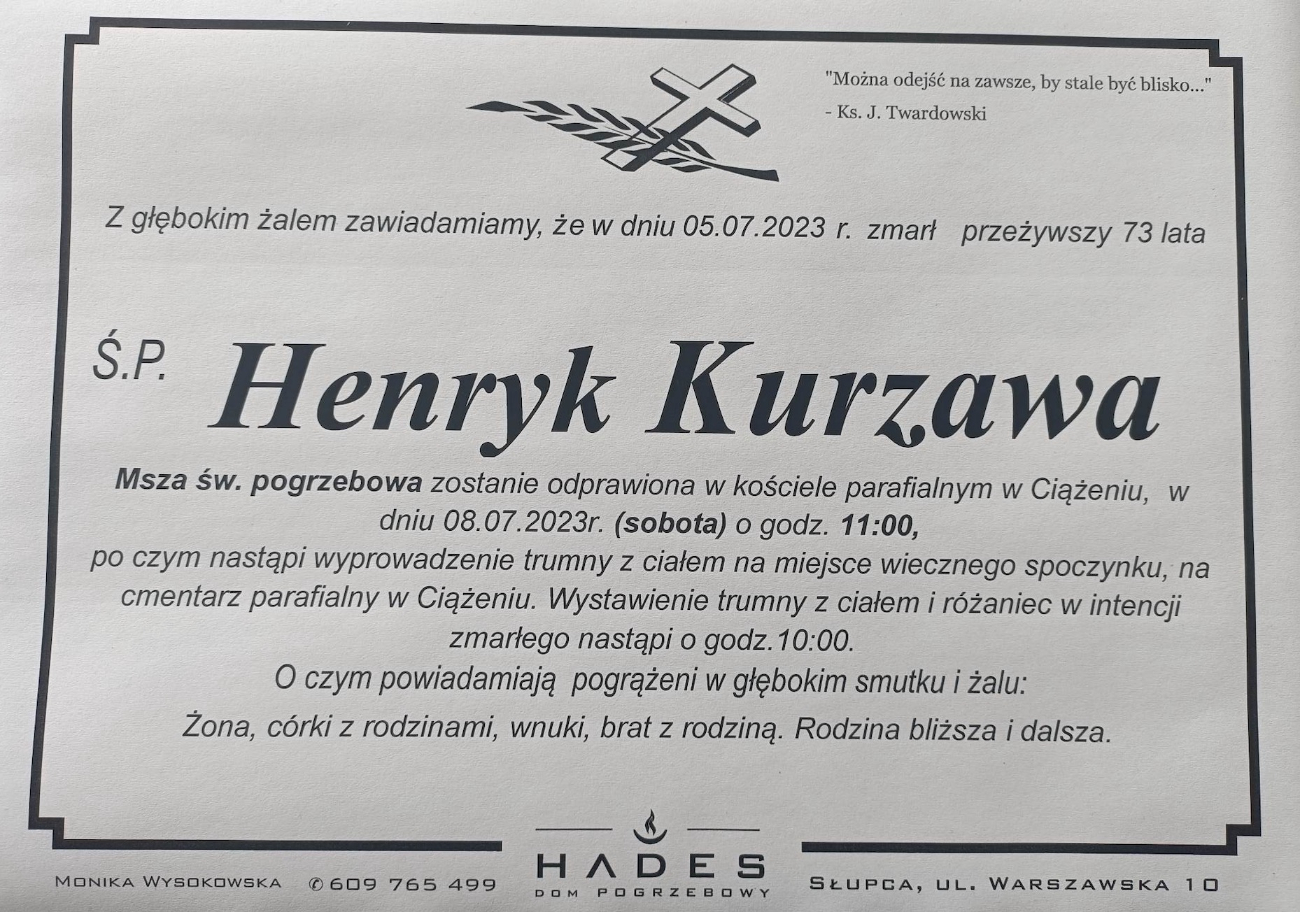 "Można odejść na zawsze, by stale być blisko..."
- Ks. J. Twardowski
Z głębokim żalem zawiadamiamy, że w dniu 05.07.2023 r. zmarł przeżywszy 73 lata
Ś.P. Henryk Kurzawa
Msza św. pogrzebowa zostanie odprawiona w kościele parafialnym w Ciążeniu, w
dniu 08.07.2023r. (sobota) o godz. 11:00,
po czym nastąpi wyprowadzenie trumny z ciałem na miejsce wiecznego spoczynku, na
cmentarz parafialny w Ciążeniu. Wystawienie trumny z ciałem i różaniec w intencji
zmarłego nastąpi o godz.10:00.
O czym powiadamiają pogrążeni w głębokim smutku i żalu:
Żona, córki z rodzinami, wnuki, brat z rodziną. Rodzina bliższa i dalsza.
HADES
DOM POGRZEBOWY
MONIKA WYSOKOWSKA ✆ 609 765 499
SŁUPCA, UL. WARSZAWSKA 10